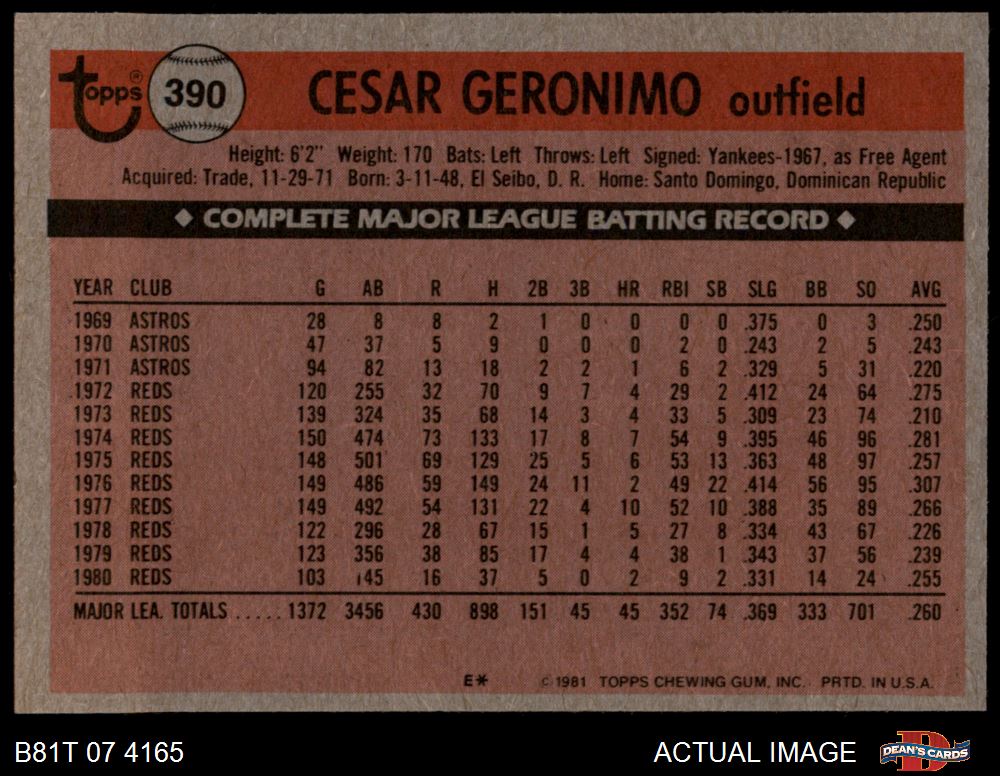 topps® 390 CESAR GERONIMO outfield
Height: 6'2" Weight: 170 Bats: Left Throws: Left Signed: Yankees-1967, as Free Agent
Acquired: Trade, 11-29-71 Born: 3-11-48, El Seibo, D. R. Home: Santo Domingo, Dominican Republic
◆ COMPLETE MAJOR LEAGUE BATTING RECORD ◆
YEAR CLUB G AB R H 2B 3B HR RBI SB SLG BB SO AVG
1969 ASTROS 28 8 8 2 1 0 0 0 0 .375 0 3 .250
1970 ASTROS 47 37 5 9 0 0 0 2 0 .243 2 5 .243
1971 ASTROS 94 82 13 18 2 2 1 6 2 .329 5 31 .220
1972 REDS 120 255 32 70 9 7 4 29 2 .412 24 64 .275
1973 REDS 139 324 35 68 14 3 4 33 5 .309 23 74 .210
1974 REDS 150 474 73 133 17 8 7 54 9 .395 46 96 .281
1975 REDS 148 501 69 129 25 5 6 53 13 .363 48 97 .257
1976 REDS 149 486 59 149 24 11 2 49 22 .414 56 95 .307
1977 REDS 149 492 54 131 22 4 10 52 10 .388 35 89 .266
1978 REDS 122 296 28 67 15 1 5 27 8 .334 43 67 .226
1979 REDS 123 356 38 85 17 4 4 38 1 .343 37 56 .239
1980 REDS 103 145 16 37 5 0 2 9 2 .331 14 24 .255
MAJOR LEA. TOTALS ..... 1372 3456 430 898 151 45 45 352 74 .369 333 701 .260
E* © 1981 TOPPS CHEWING GUM, INC. PRTD. IN U.S.A.
B81T 07 4165 ACTUAL IMAGE D DEAN'S CARDS